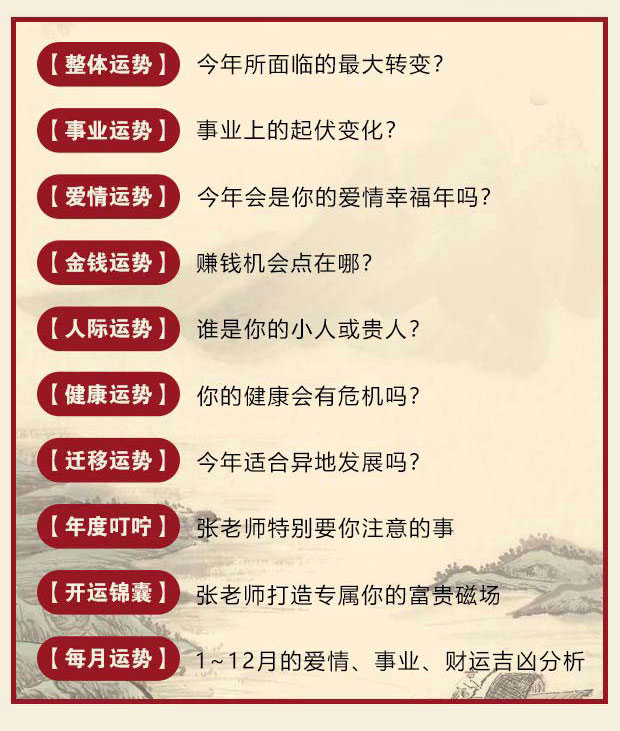 【整体运势】 今年所面临的最大转变?
【事业运势】 事业上的起伏变化?
【爱情运势】 今年会是你的爱情幸福年吗?
【金钱运势】 赚钱机会点在哪?
【人际运势】 谁是你的小人或贵人?
【健康运势】 你的健康会有危机吗?
【迁移运势】 今年适合异地发展吗?
【年度叮咛】 张老师特别要你注意的事
【开运锦囊】 张老师打造专属你的富贵磁场
【每月运势】 1~12月的爱情、事业、财运吉凶分析